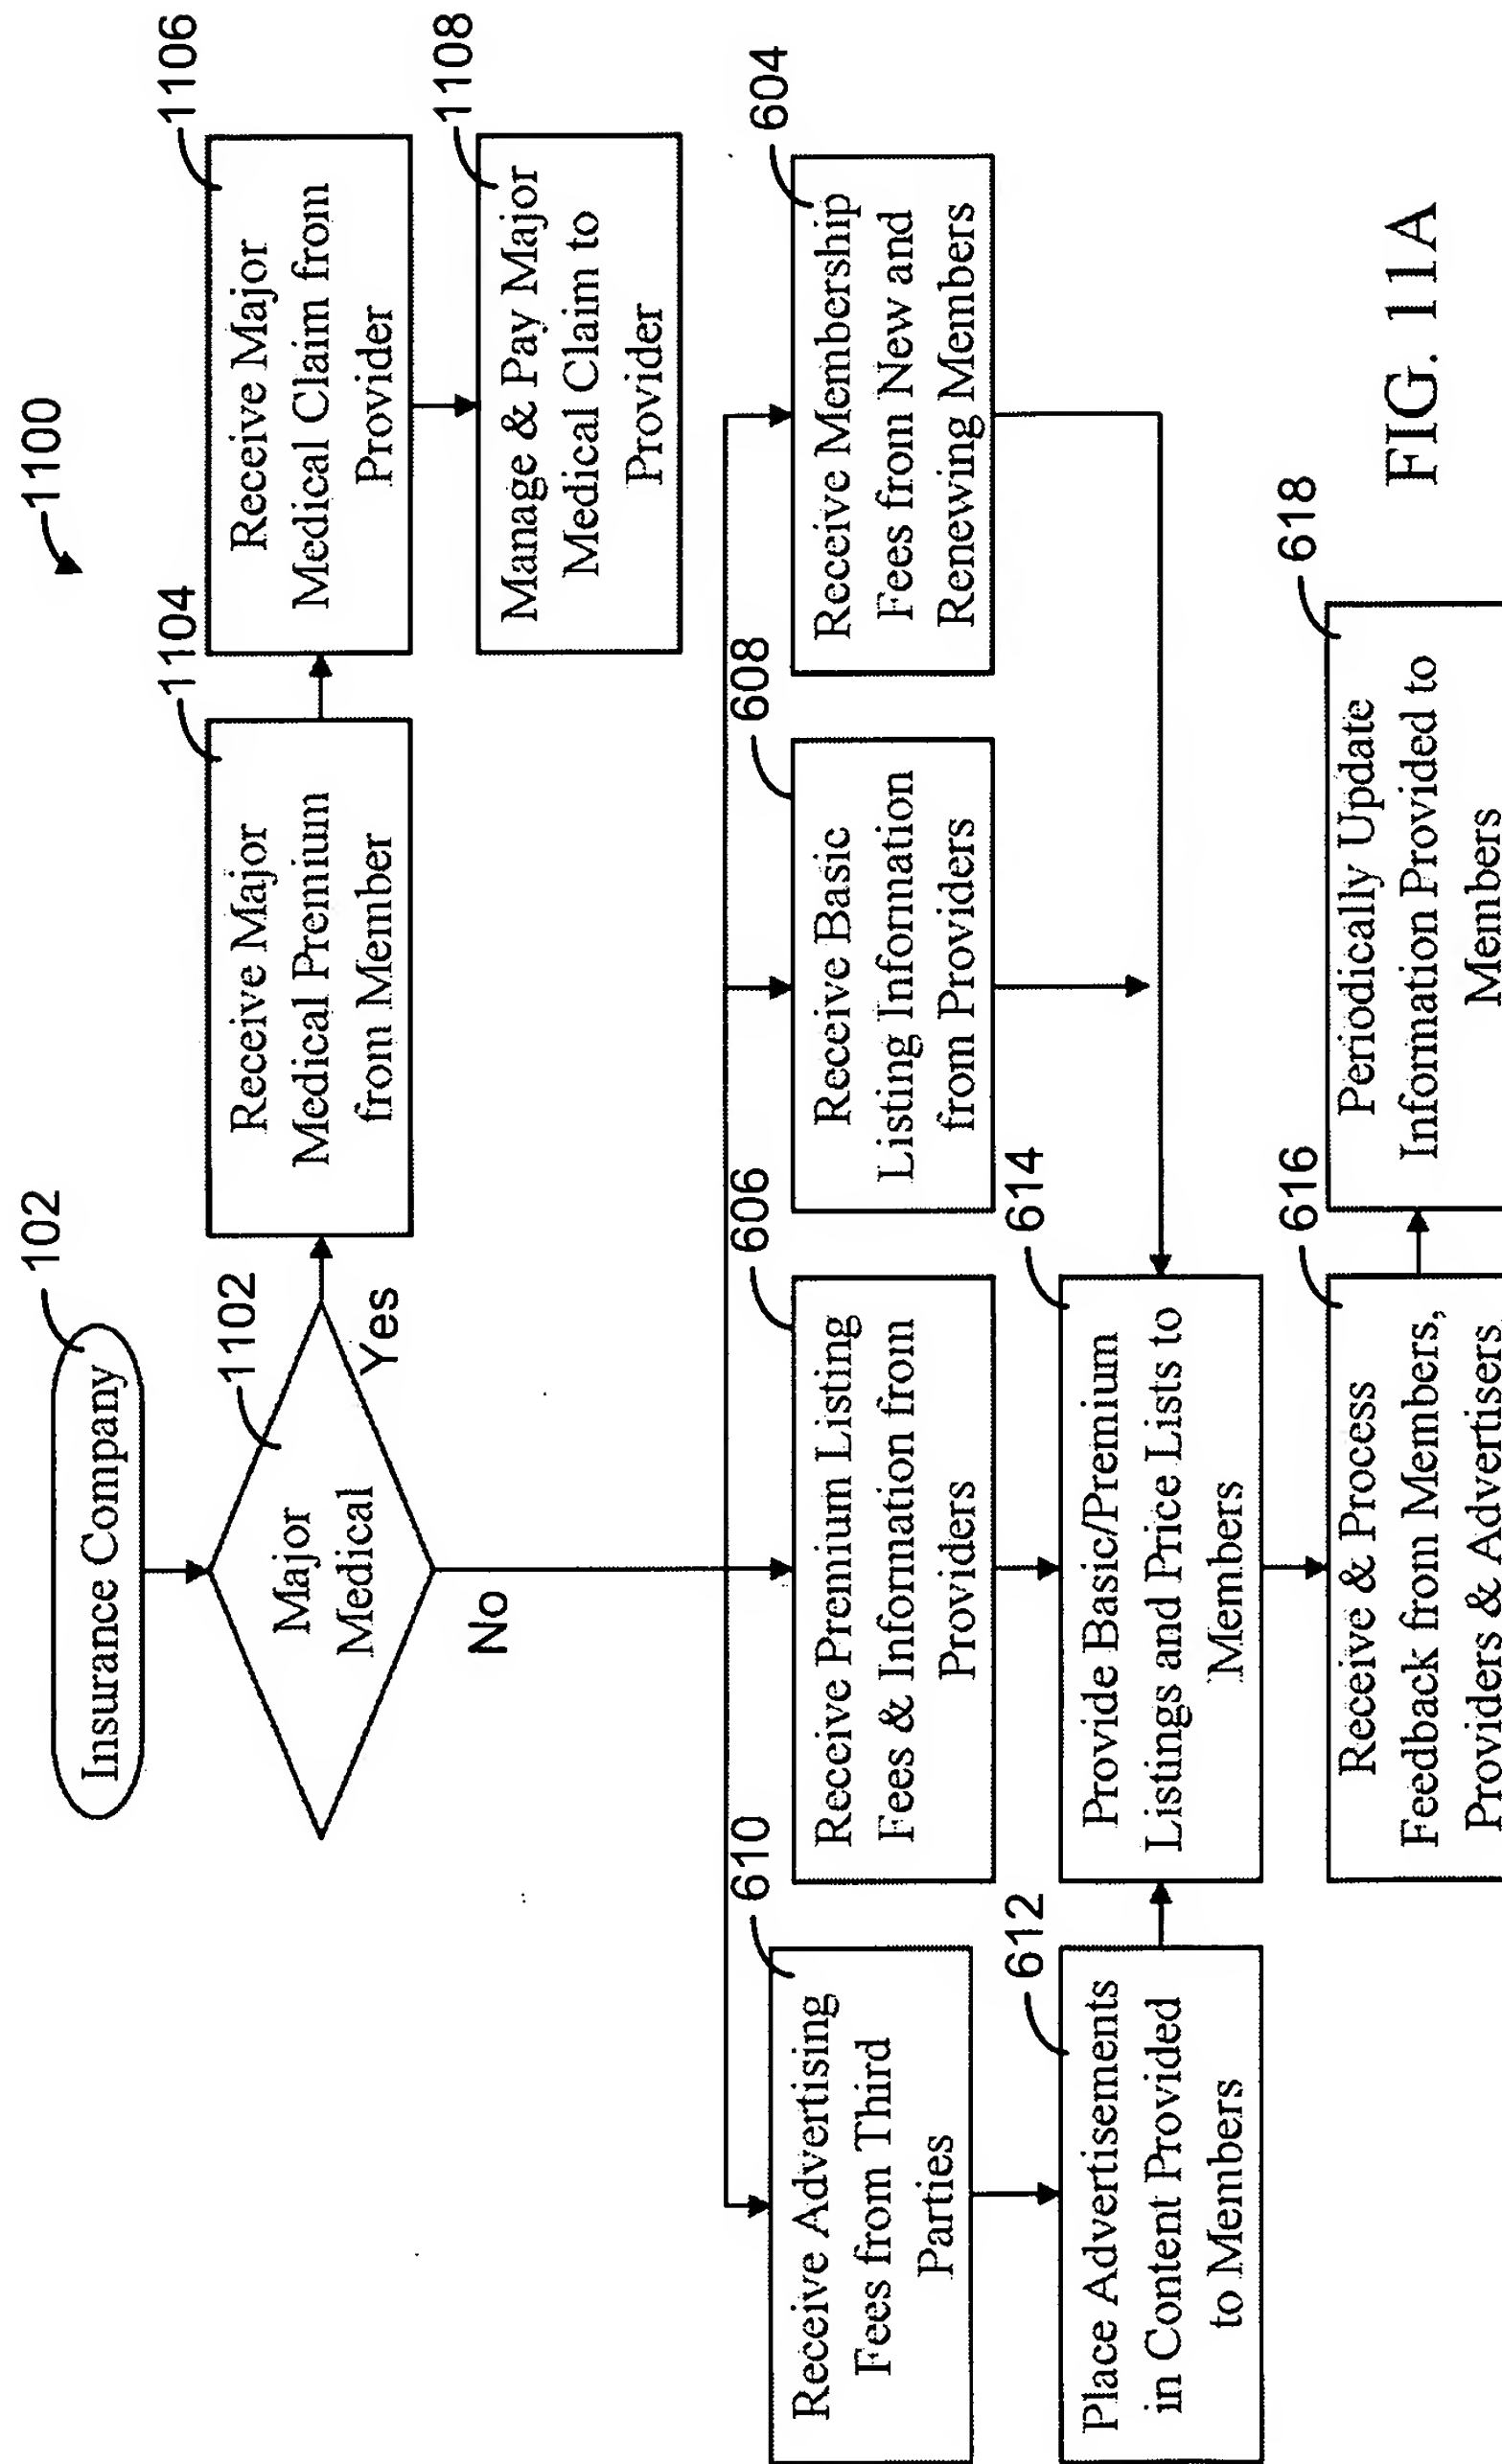 1100
102
Insurance Company
1102
Major
Medical
Yes
No
1104
Receive Major
Medical Premium
from Member
1106
Receive Major
Medical Claim from
Provider
1108
Manage & Pay Major
Medical Claim to
Provider
610
Receive Advertising
Fees from Third
Parties
606
Receive Premium Listing
Fees & Information from
Providers
608
Receive Basic
Listing Information
from Providers
604
Receive Membership
Fees from New and
Renewing Members
612
Place Advertisements
in Content Provided
to Members
614
Provide Basic/Premium
Listings and Price Lists to
Members
616
Receive & Process
Feedback from Members,
Providers & Advertisers
618
Periodically Update
Information Provided to
Members
FIG. 11A